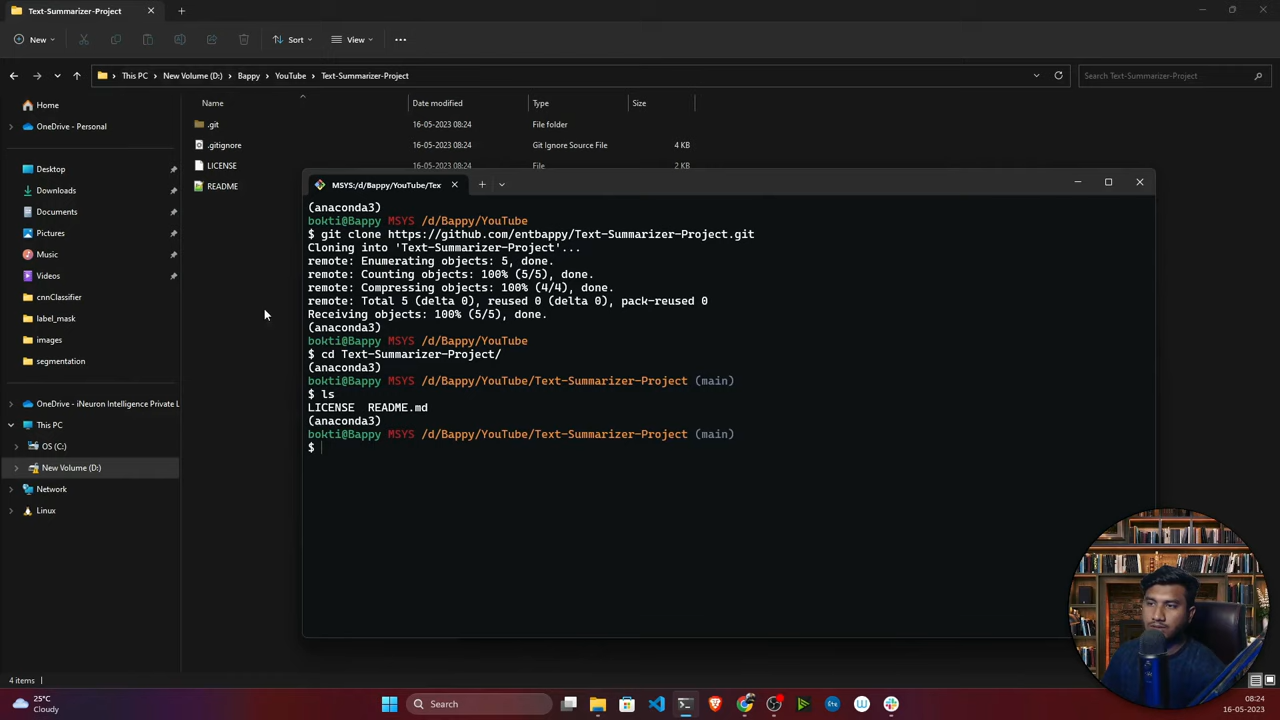 Text-Summarizer-Project
New
Sort
View
This PC
New Volume (D:)
Bappy
YouTube
Text-Summarizer-Project
Search Text-Summarizer-Project
Home
OneDrive - Personal
Desktop
Downloads
Documents
Pictures
Music
Videos
cnnClassifier
label_mask
images
segmentation
OneDrive - iNeuron Intelligence Private L
This PC
OS (C:)
New Volume (D:)
Network
Linux
Name Date modified Type Size
.git 16-05-2023 08:24 File folder
.gitignore 16-05-2023 08:24 Git Ignore Source File 4 KB
LICENSE 16-05-2023 08:24 File 2 KB
README
MSYS:/d/Bappy/YouTube/Tex
(anaconda3)
bokti@Bappy MSYS /d/Bappy/YouTube
$ git clone https://github.com/entbappy/Text-Summarizer-Project.git
Cloning into 'Text-Summarizer-Project'...
remote: Enumerating objects: 5, done.
remote: Counting objects: 100% (5/5), done.
remote: Compressing objects: 100% (4/4), done.
remote: Total 5 (delta 0), reused 0 (delta 0), pack-reused 0
Receiving objects: 100% (5/5), done.
(anaconda3)
bokti@Bappy MSYS /d/Bappy/YouTube
$ cd Text-Summarizer-Project/
(anaconda3)
bokti@Bappy MSYS /d/Bappy/YouTube/Text-Summarizer-Project (main)
$ ls
LICENSE README.md
(anaconda3)
bokti@Bappy MSYS /d/Bappy/YouTube/Text-Summarizer-Project (main)
$
4 items
25°C
Cloudy
Search
08:24
16-05-2023